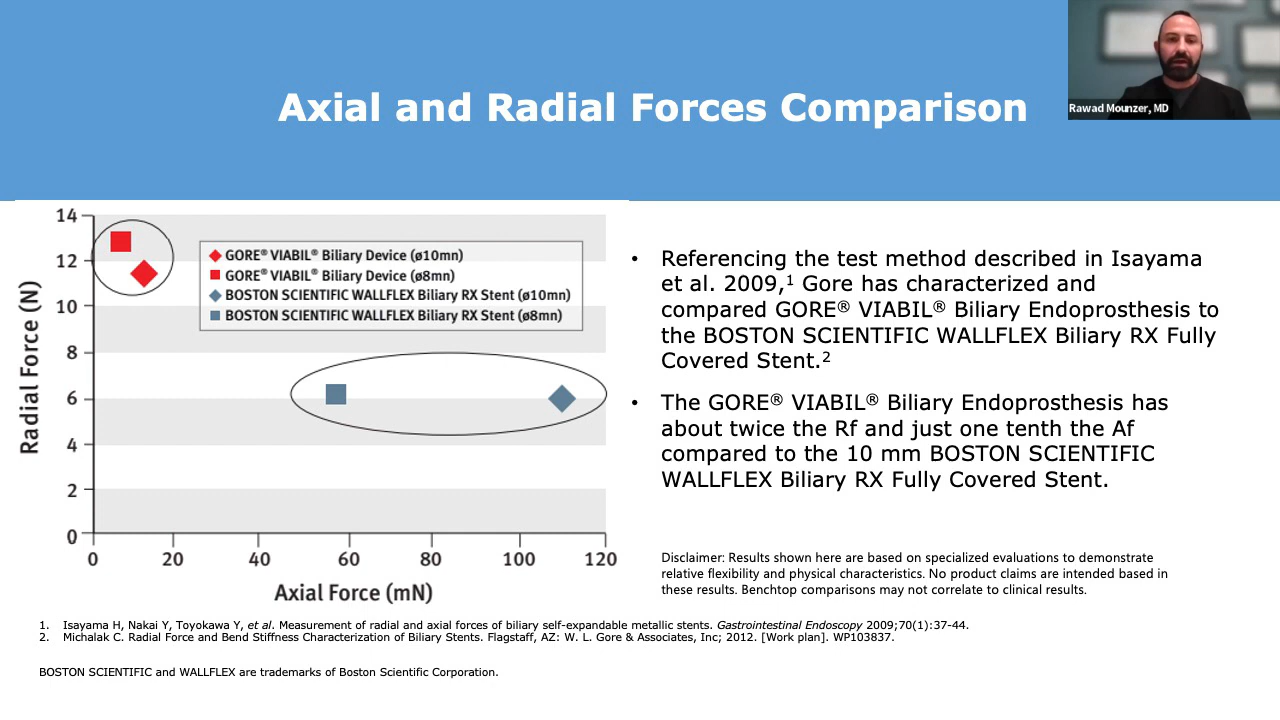 Axial and Radial Forces Comparison
Rawad Mounzer, MD
14
12
10
8
6
4
2
0
Radial Force (N)
GORE® VIABIL® Biliary Device (ø10mn)
GORE® VIABIL® Biliary Device (ø8mn)
BOSTON SCIENTIFIC WALLFLEX Biliary RX Stent (ø10mn)
BOSTON SCIENTIFIC WALLFLEX Biliary RX Stent (ø8mn)
0 20 40 60 80 100 120
Axial Force (mN)
• Referencing the test method described in Isayama
et al. 2009,¹ Gore has characterized and
compared GORE® VIABIL® Biliary Endoprosthesis to
the BOSTON SCIENTIFIC WALLFLEX Biliary RX Fully
Covered Stent.²
• The GORE® VIABIL® Biliary Endoprosthesis has
about twice the Rf and just one tenth the Af
compared to the 10 mm BOSTON SCIENTIFIC
WALLFLEX Biliary RX Fully Covered Stent.
Disclaimer: Results shown here are based on specialized evaluations to demonstrate
relative flexibility and physical characteristics. No product claims are intended based in
these results. Benchtop comparisons may not correlate to clinical results.
1. Isayama H, Nakai Y, Toyokawa Y, et al. Measurement of radial and axial forces of biliary self-expandable metallic stents. Gastrointestinal Endoscopy 2009;70(1):37-44.
2. Michalak C. Radial Force and Bend Stiffness Characterization of Biliary Stents. Flagstaff, AZ: W. L. Gore & Associates, Inc; 2012. [Work plan]. WP103837.
BOSTON SCIENTIFIC and WALLFLEX are trademarks of Boston Scientific Corporation.